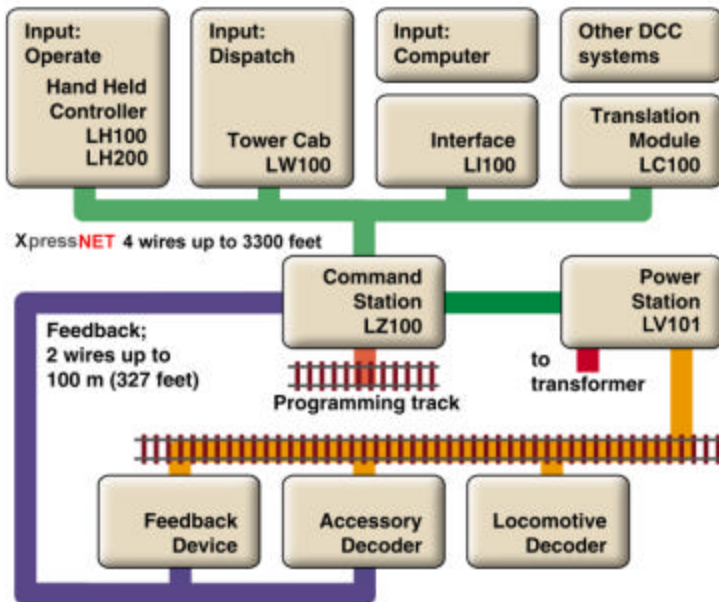 Input:
Operate
Hand Held
Controller
LH100
LH200
Input:
Dispatch
Tower Cab
LW100
Input:
Computer
Interface
LI100
Other DCC
systems
Translation
Module
LC100
XpressNET 4 wires up to 3300 feet
Command
Station
LZ100
Power
Station
LV101
Feedback;
2 wires up to
100 m (327 feet)
to
transformer
Programming track
Feedback
Device
Accessory
Decoder
Locomotive
Decoder